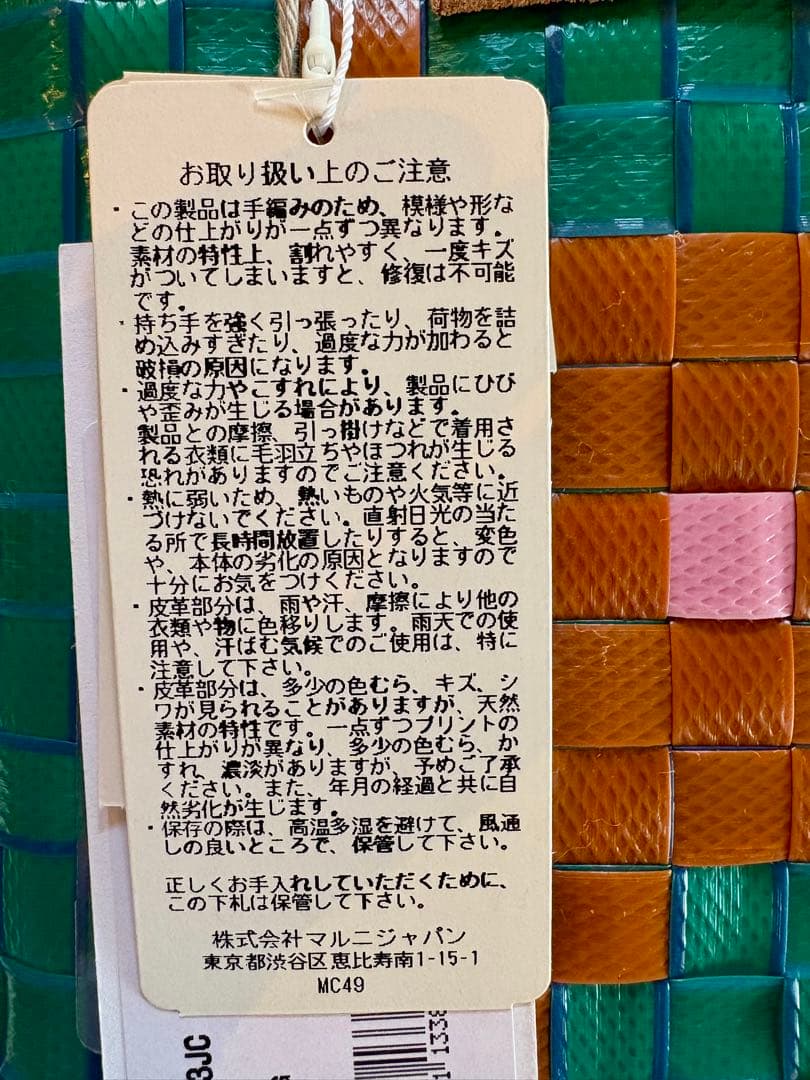 お取り扱い上のご注意
・この製品は手編みのため、模様や形な
どの仕上がりが一点ずつ異なります。
素材の特性上、割れやすく、一度キズ
がついてしまいますと、修復は不可能
です。
・持ち手を強く引っ張ったり、荷物を詰
め込みすぎたり、過度な力が加わると
破損の原因になります。
・過度な力やこすれにより、製品にひび
や歪みが生じる場合があります。
製品との摩擦、引っ掛けなどで着用さ
れる衣類に毛羽立ちやほつれが生じる
恐れがありますのでご注意ください。
・熱に弱いため、熱いものや火気等に近
づけないでください。直射日光の当た
る所で長時間放置したりすると、変色
や、本体の劣化の原因となりますので
十分にお気をつけください。
・皮革部分は、雨や汗、摩擦により他の
衣類や物に色移りします。雨天での使
用や、汗ばむ気候でのご使用は、特に
注意して下さい。
・皮革部分は、多少の色むら、キズ、シ
ワが見られることがありますが、天然
素材の特性です。一点ずつプリントの
仕上がりが異なり、多少の色むら、か
すれ、濃淡がありますが、予めご了承
ください。また、年月の経過と共に自
然劣化が生じます。
・保存の際は、高温多湿を避けて、風通
しの良いところで、保管して下さい。
正しくお手入れしていただくために、
この下札は保管して下さい。
株式会社マルニジャパン
東京都渋谷区恵比寿南1-15-1
MC49
3JC